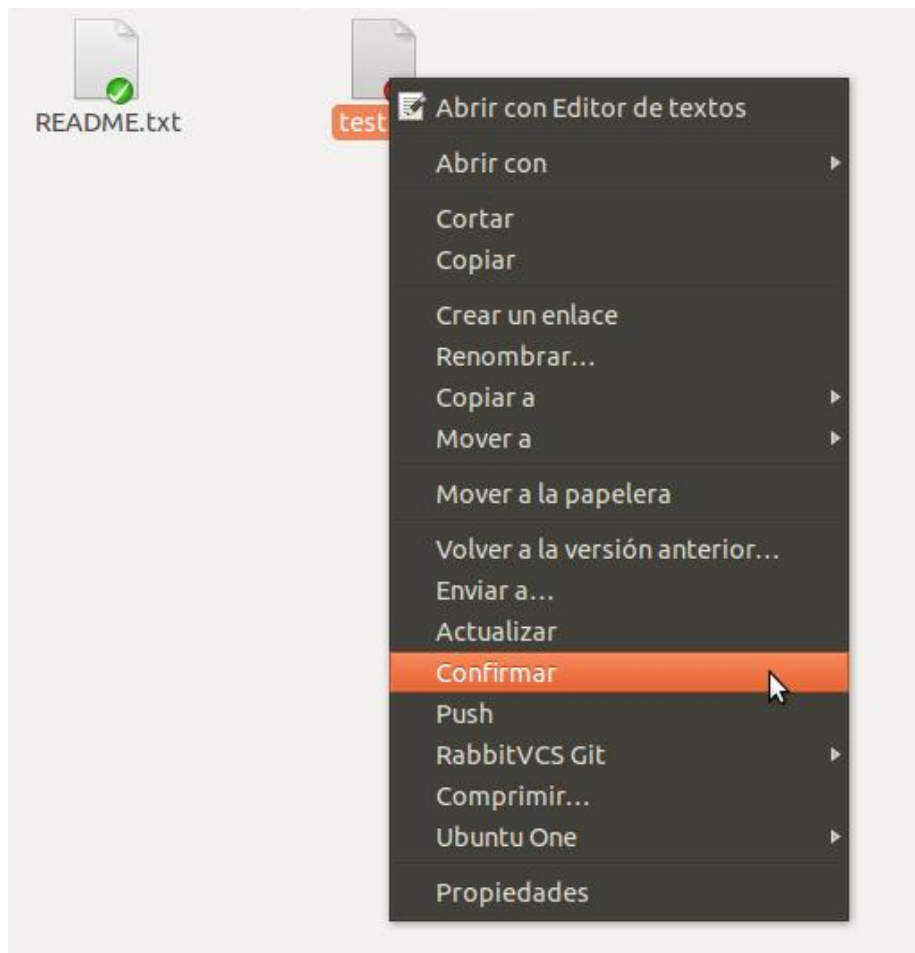 README.txt
test
Abrir con Editor de textos
Abrir con
Cortar
Copiar
Crear un enlace
Renombrar...
Copiar a
Mover a
Mover a la papelera
Volver a la versión anterior...
Enviar a...
Actualizar
Confirmar
Push
RabbitVCS Git
Comprimir...
Ubuntu One
Propiedades